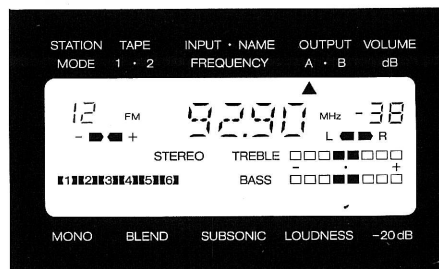 STATION TAPE INPUT · NAME OUTPUT VOLUME
MODE 1 · 2 FREQUENCY A · B dB
12 FM 92.90 MHz -38
- + L R
STEREO TREBLE
- · +
1 2 3 4 5 6 BASS
MONO BLEND SUBSONIC LOUDNESS -20 dB